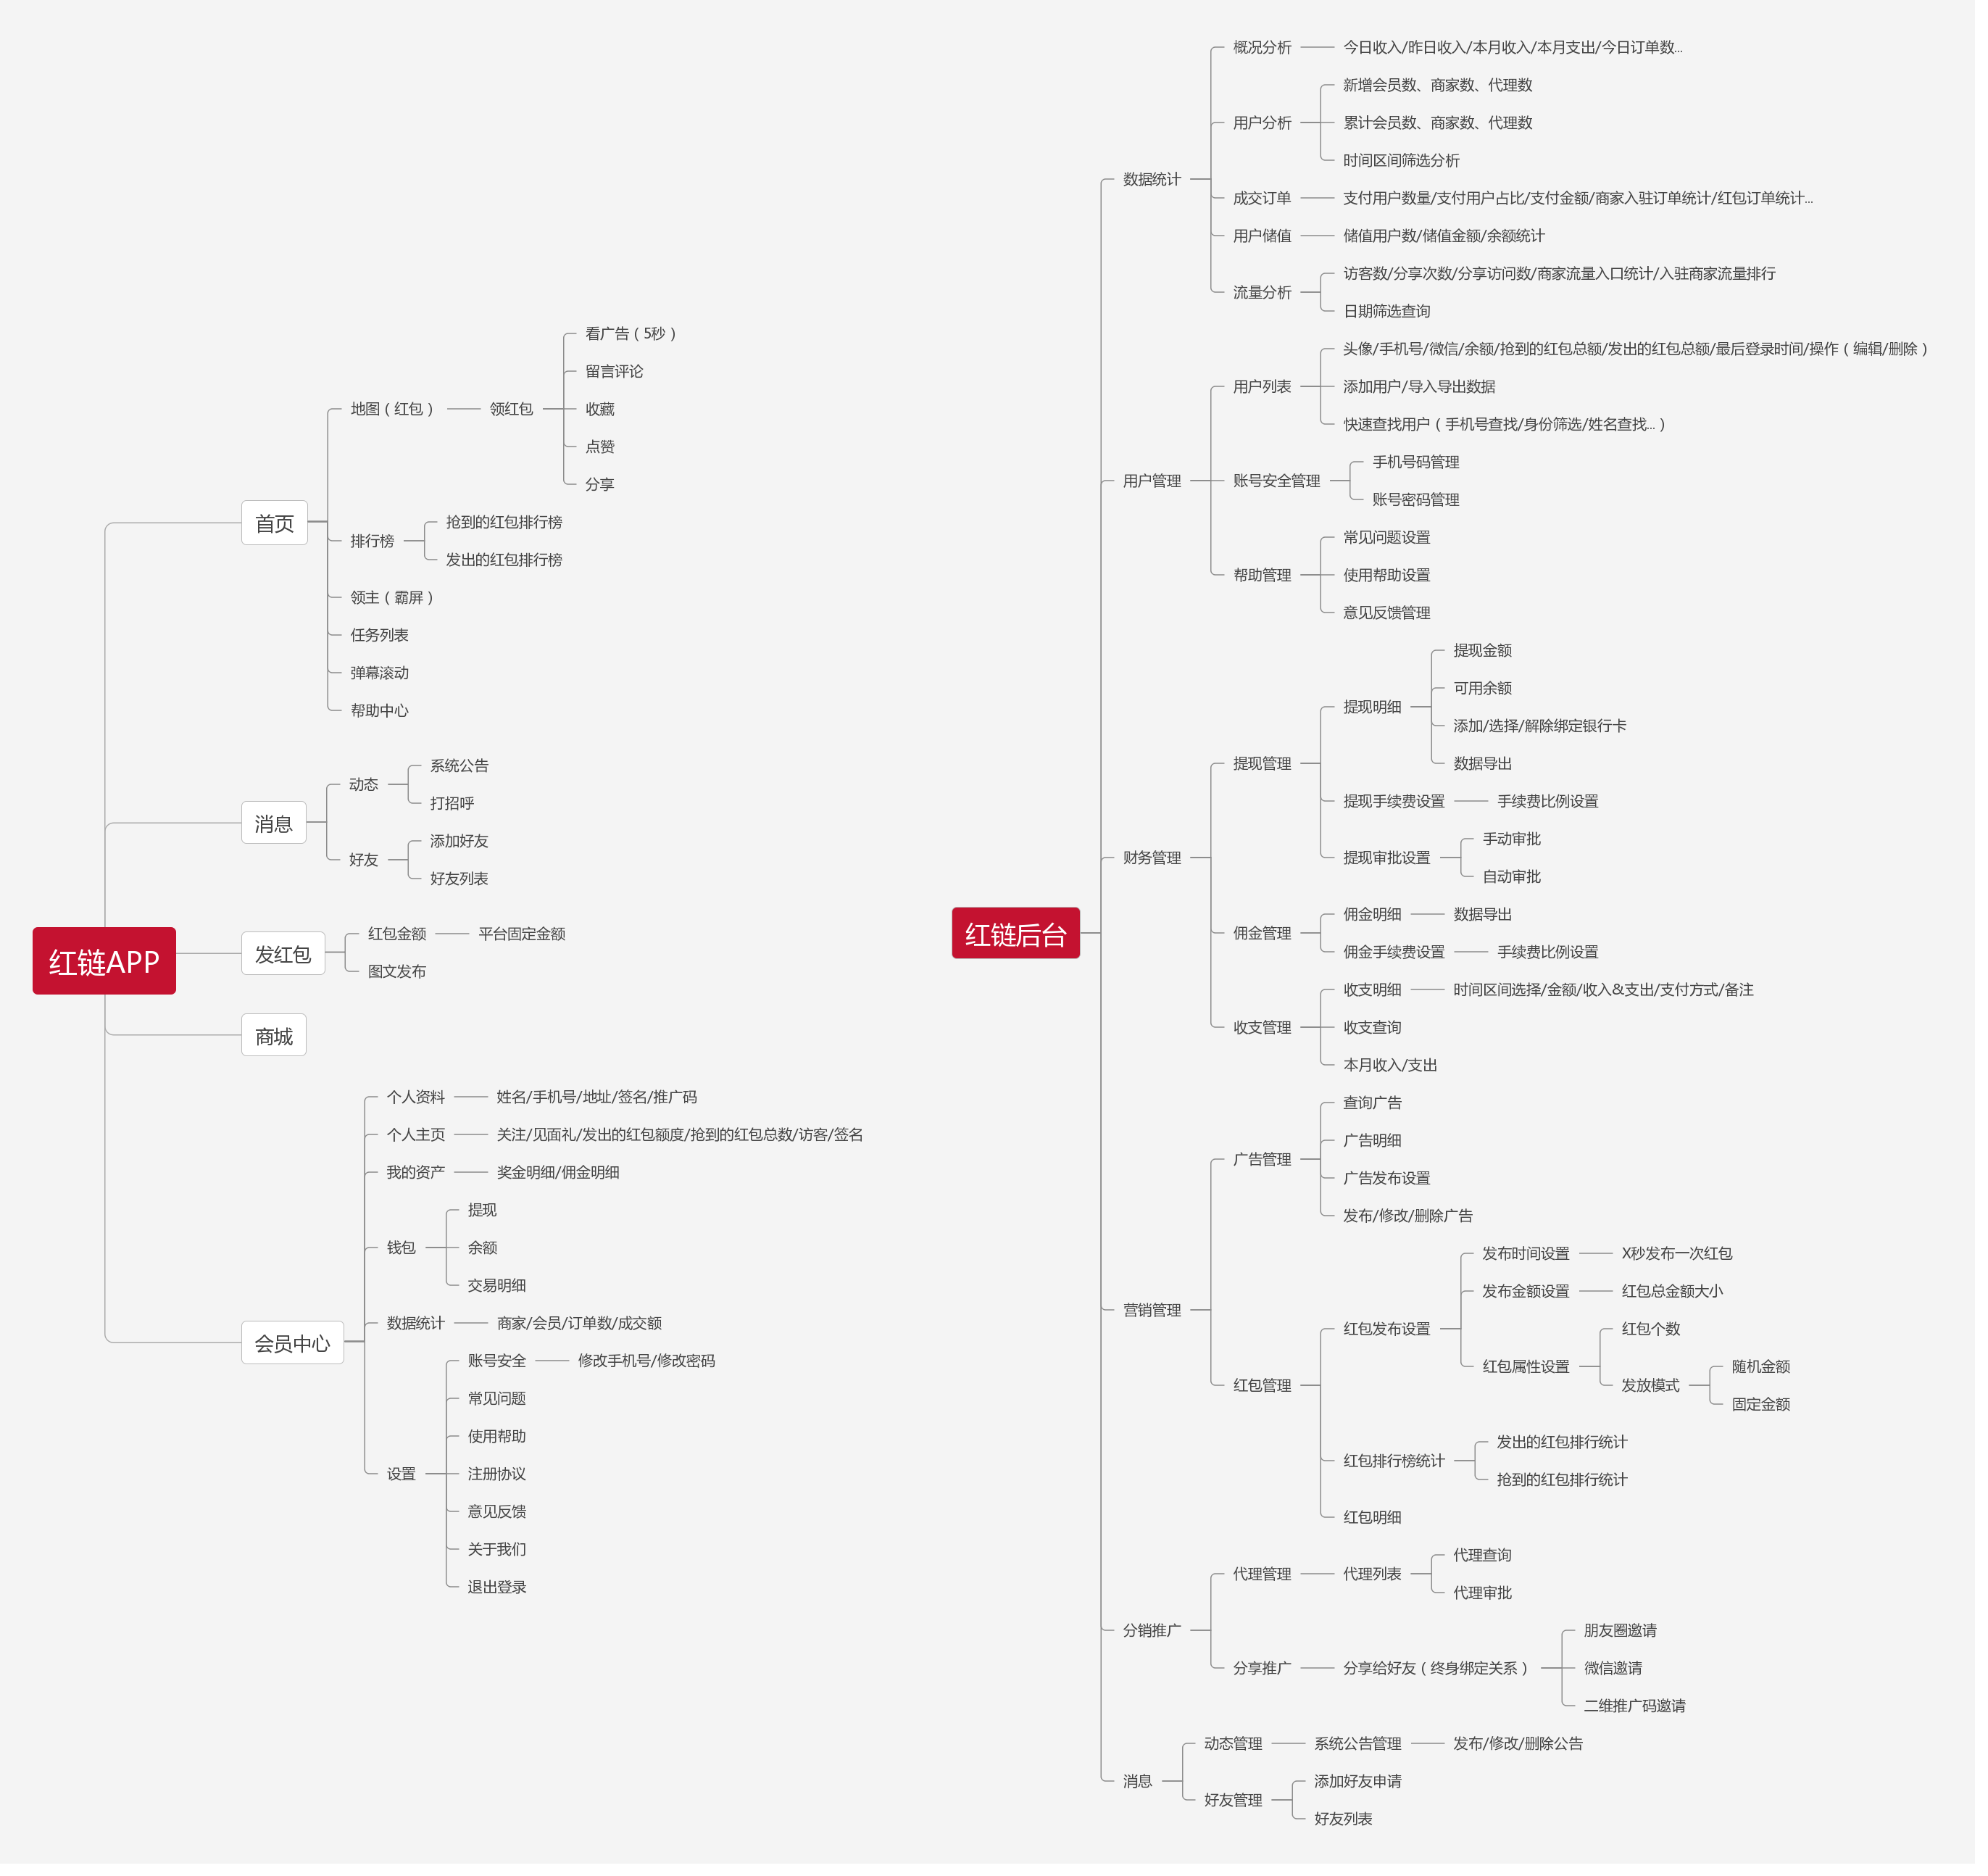 红链APP
首页
地图（红包）
领红包
看广告（5秒）
留言评论
收藏
点赞
分享
排行榜
抢到的红包排行榜
发出的红包排行榜
领主（霸屏）
任务列表
弹幕滚动
帮助中心
消息
动态
系统公告
打招呼
好友
添加好友
好友列表
发红包
红包金额
平台固定金额
图文发布
商城
会员中心
个人资料
姓名/手机号/地址/签名/推广码
个人主页
关注/见面礼/发出的红包额度/抢到的红包总数/访客/签名
我的资产
奖金明细/佣金明细
钱包
提现
余额
交易明细
数据统计
商家/会员/订单数/成交额
设置
账号安全
修改手机号/修改密码
常见问题
使用帮助
注册协议
意见反馈
关于我们
退出登录
红链后台
数据统计
概况分析
今日收入/昨日收入/本月收入/本月支出/今日订单数...
用户分析
新增会员数、商家数、代理数
累计会员数、商家数、代理数
时间区间筛选分析
成交订单
支付用户数量/支付用户占比/支付金额/商家入驻订单统计/红包订单统计...
用户储值
储值用户数/储值金额/余额统计
流量分析
访客数/分享次数/分享访问数/商家流量入口统计/入驻商家流量排行
日期筛选查询
用户管理
用户列表
头像/手机号/微信/余额/抢到的红包总额/发出的红包总额/最后登录时间/操作（编辑/删除）
添加用户/导入导出数据
快速查找用户（手机号查找/身份筛选/姓名查找...）
账号安全管理
手机号码管理
账号密码管理
帮助管理
常见问题设置
使用帮助设置
意见反馈管理
财务管理
提现管理
提现明细
提现金额
可用余额
添加/选择/解除绑定银行卡
数据导出
提现手续费设置
手续费比例设置
提现审批设置
手动审批
自动审批
佣金管理
佣金明细
数据导出
佣金手续费设置
手续费比例设置
收支管理
收支明细
时间区间选择/金额/收入&支出/支付方式/备注
收支查询
本月收入/支出
营销管理
广告管理
查询广告
广告明细
广告发布设置
发布/修改/删除广告
红包管理
红包发布设置
发布时间设置
X秒发布一次红包
发布金额设置
红包总金额大小
红包属性设置
红包个数
发放模式
随机金额
固定金额
红包排行榜统计
发出的红包排行统计
抢到的红包排行统计
红包明细
分销推广
代理管理
代理列表
代理查询
代理审批
分享推广
分享给好友（终身绑定关系）
朋友圈邀请
微信邀请
二维推广码邀请
消息
动态管理
系统公告管理
发布/修改/删除公告
好友管理
添加好友申请
好友列表